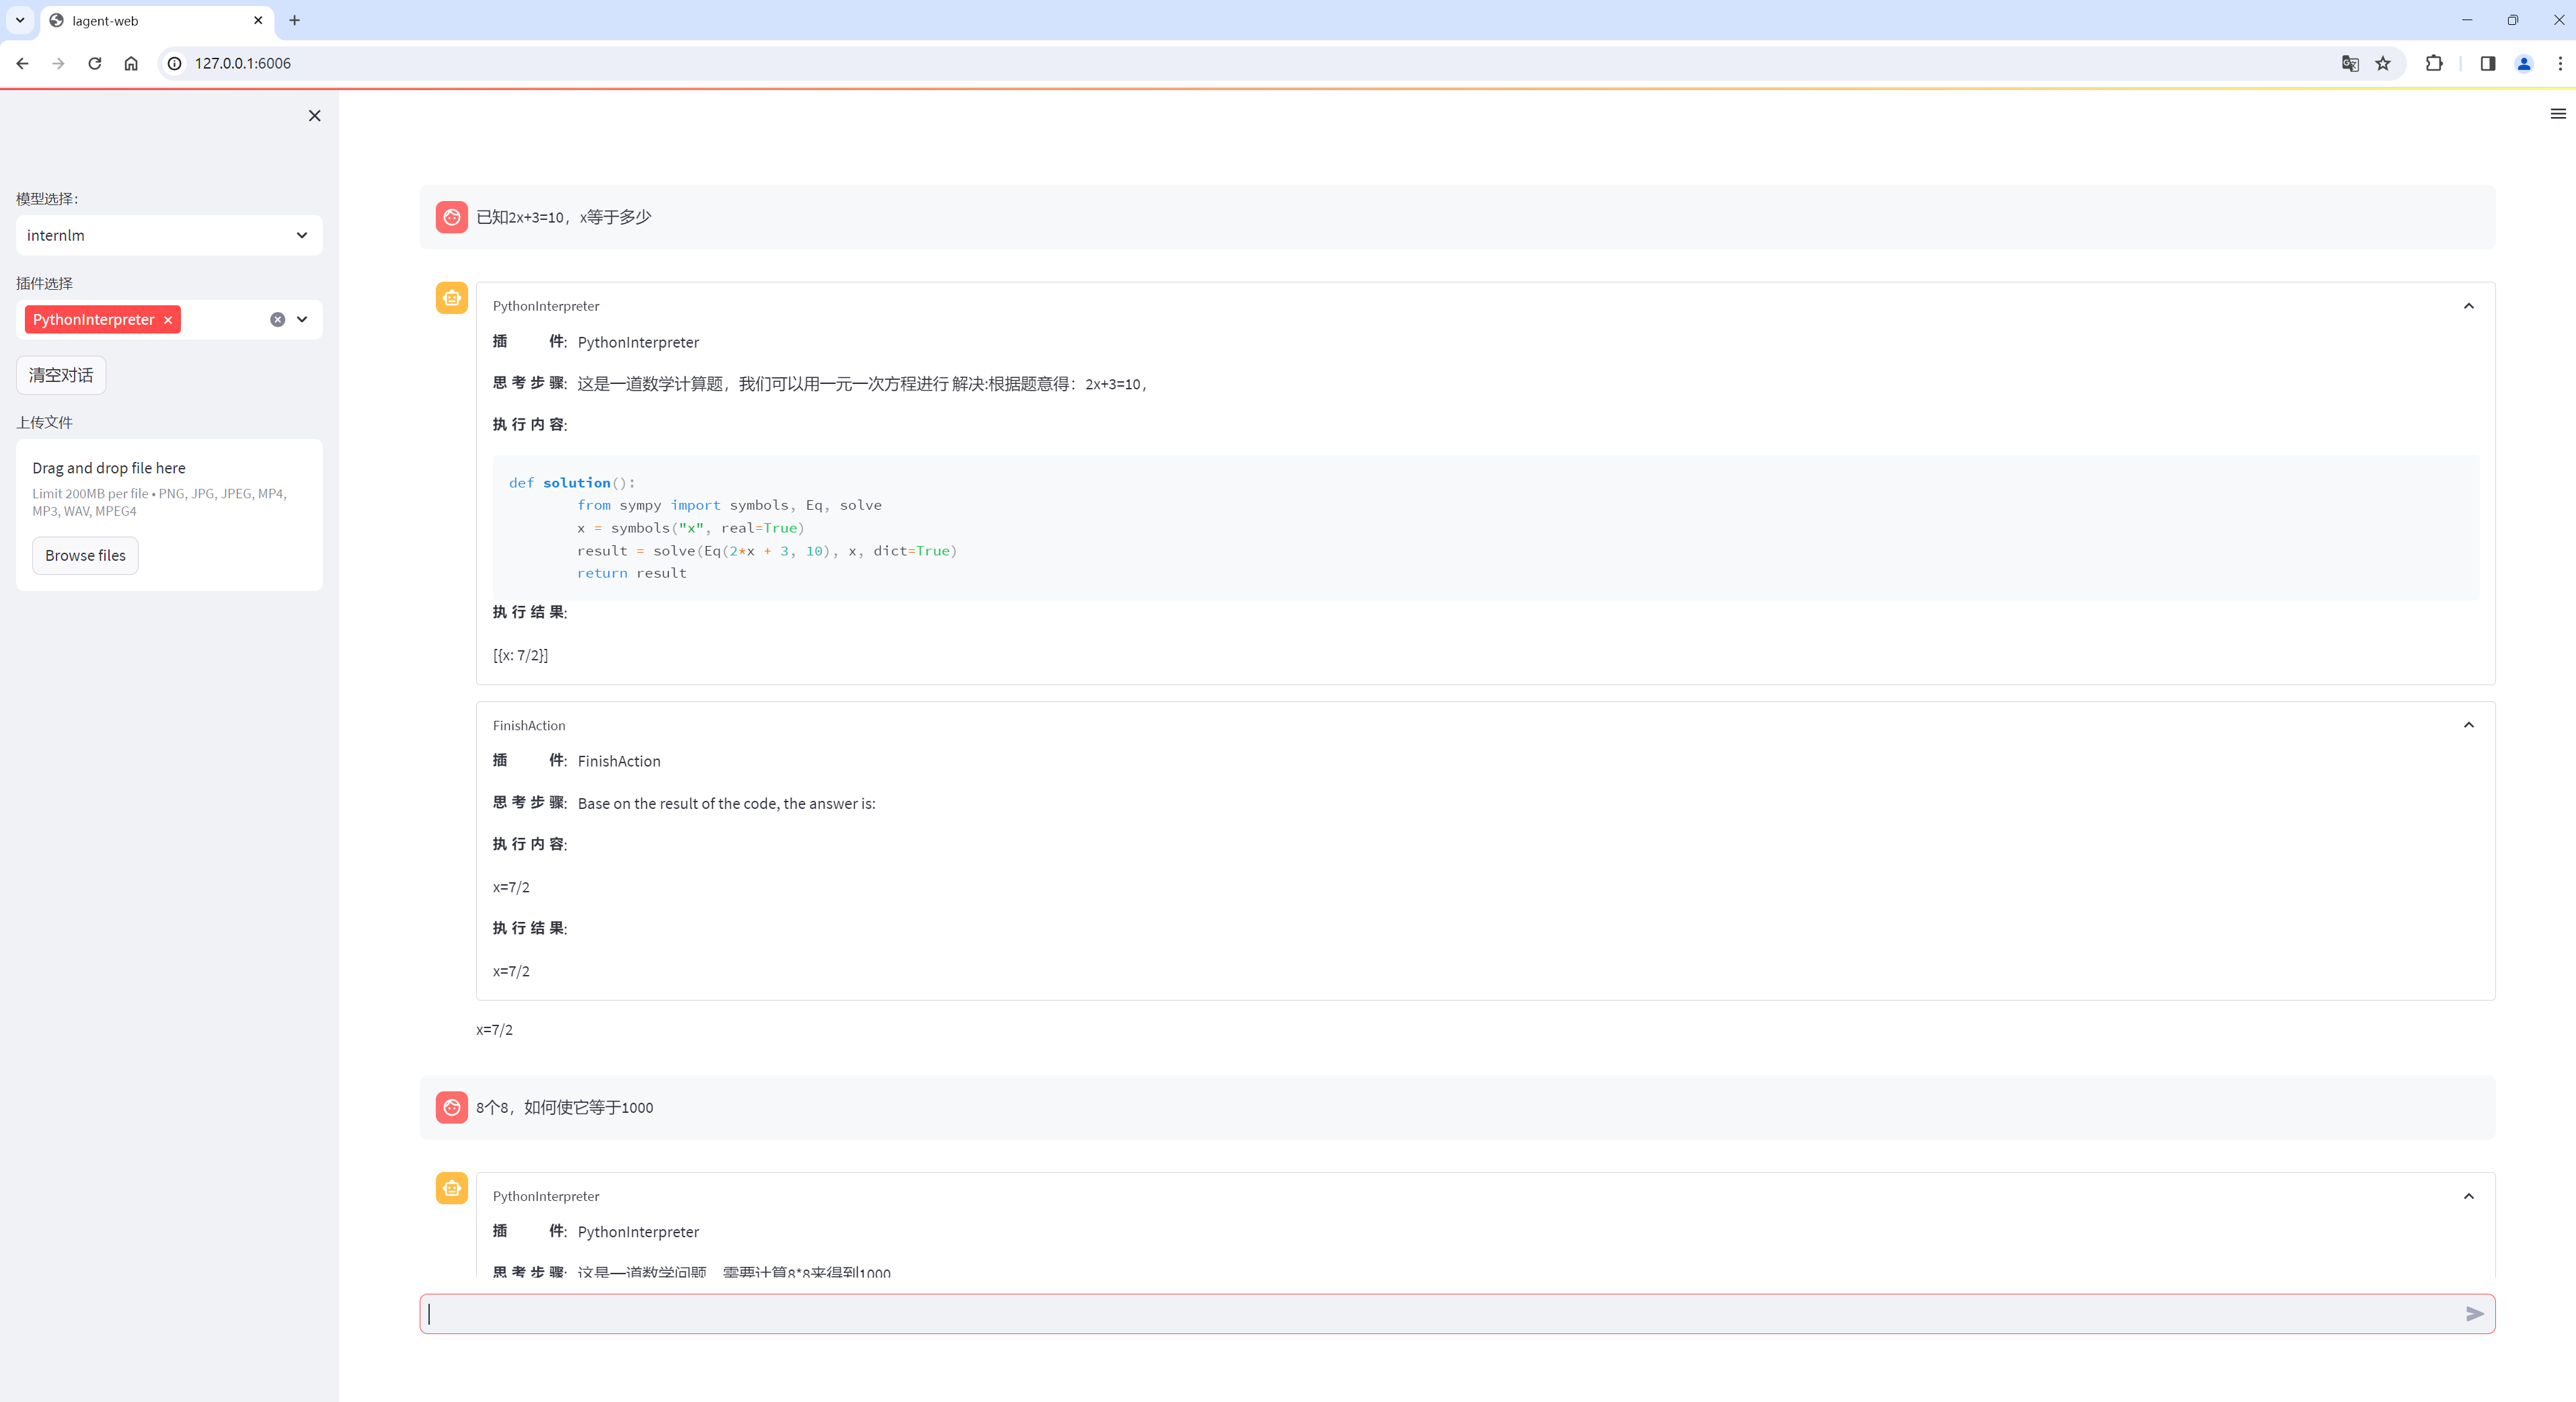 lagent-web
127.0.0.1:6006
模型选择：
internlm
插件选择
PythonInterpreter
清空对话
上传文件
Drag and drop file here
Limit 200MB per file • PNG, JPG, JPEG, MP4,
MP3, WAV, MPEG4
Browse files
已知2x+3=10，x等于多少
PythonInterpreter
插 件: PythonInterpreter
思 考 步 骤: 这是一道数学计算题，我们可以用一元一次方程进行 解决:根据题意得：2x+3=10，
执 行 内 容:
def solution():
from sympy import symbols, Eq, solve
x = symbols("x", real=True)
result = solve(Eq(2*x + 3, 10), x, dict=True)
return result
执 行 结 果:
[{x: 7/2}]
FinishAction
插 件: FinishAction
思 考 步 骤: Base on the result of the code, the answer is:
执 行 内 容:
x=7/2
执 行 结 果:
x=7/2
x=7/2
8个8，如何使它等于1000
PythonInterpreter
插 件: PythonInterpreter
思 考 步 骤: 这是一道数学问题，需要计算8*8来得到1000